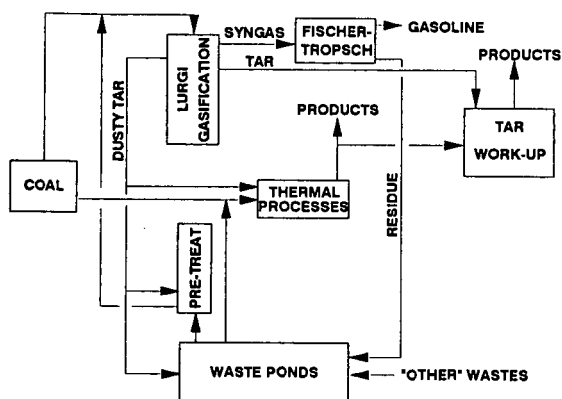 SYNGAS
FISCHER-
TROPSCH
GASOLINE
LURGI
GASIFICATION
TAR
PRODUCTS
DUSTY TAR
PRODUCTS
TAR
WORK-UP
COAL
THERMAL
PROCESSES
RESIDUE
PRE-TREAT
WASTE PONDS
"OTHER" WASTES